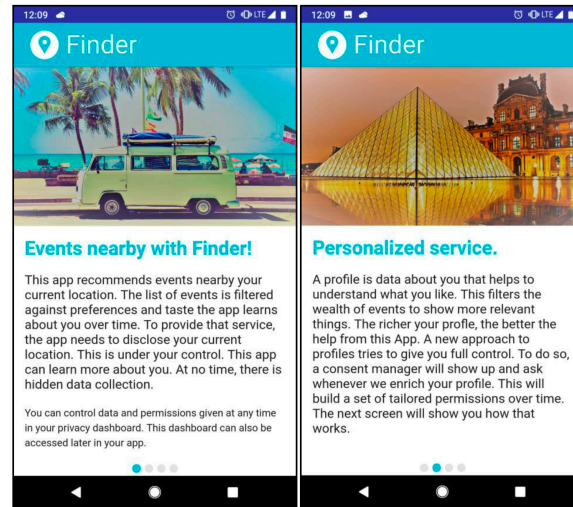 12:09 LTE
Finder
Events nearby with Finder!
This app recommends events nearby your
current location. The list of events is filtered
against preferences and taste the app learns
about you over time. To provide that service,
the app needs to disclose your current
location. This is under your control. This app
can learn more about you. At no time, there is
hidden data collection.
You can control data and permissions given at any time
in your privacy dashboard. This dashboard can also be
accessed later in your app.
12:09 LTE
Finder
Personalized service.
A profile is data about you that helps to
understand what you like. This filters the
wealth of events to show more relevant
things. The richer your profle, the better the
help from this App. A new approach to
profiles tries to give you full control. To do so,
a consent manager will show up and ask
whenever we enrich your profile. This will
build a set of tailored permissions over time.
The next screen will show you how that
works.